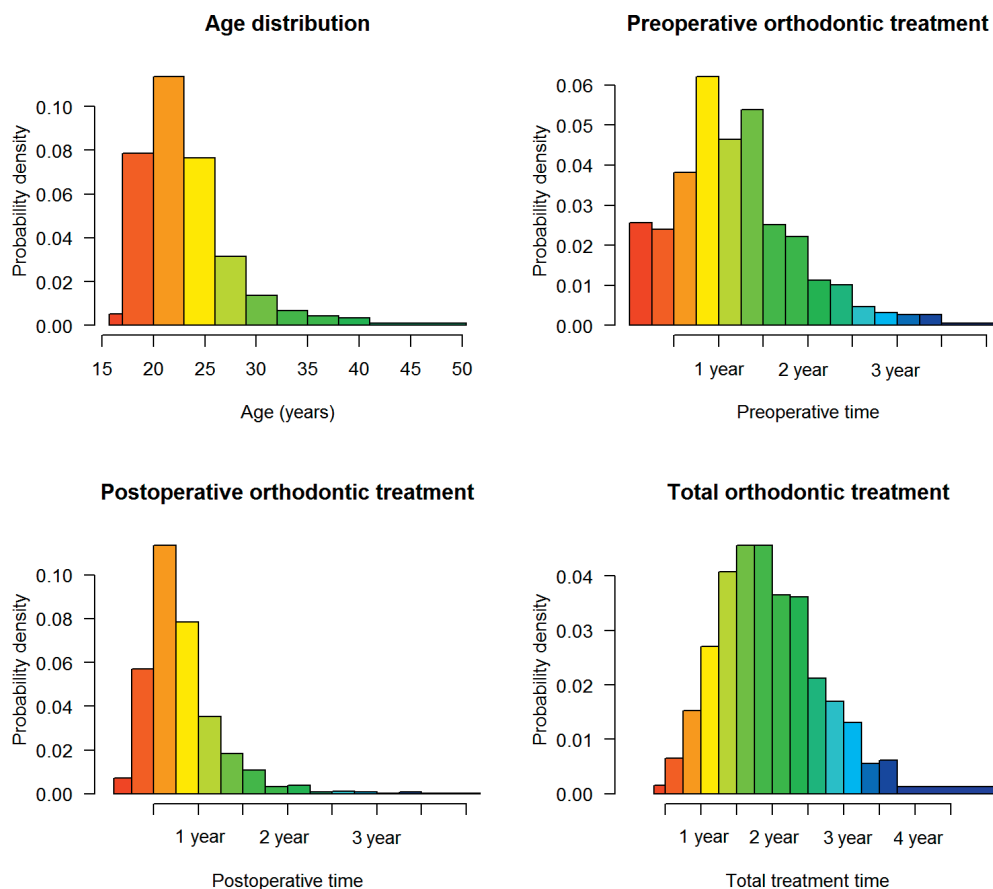 Age distribution
Probability density
0.10
0.08
0.06
0.04
0.02
0.00
15 20 25 30 35 40 45 50
Age (years)
Preoperative orthodontic treatment
Probability density
0.06
0.05
0.04
0.03
0.02
0.01
0.00
1 year 2 year 3 year
Preoperative time
Postoperative orthodontic treatment
Probability density
0.10
0.08
0.06
0.04
0.02
0.00
1 year 2 year 3 year
Postoperative time
Total orthodontic treatment
Probability density
0.04
0.03
0.02
0.01
0.00
1 year 2 year 3 year 4 year
Total treatment time